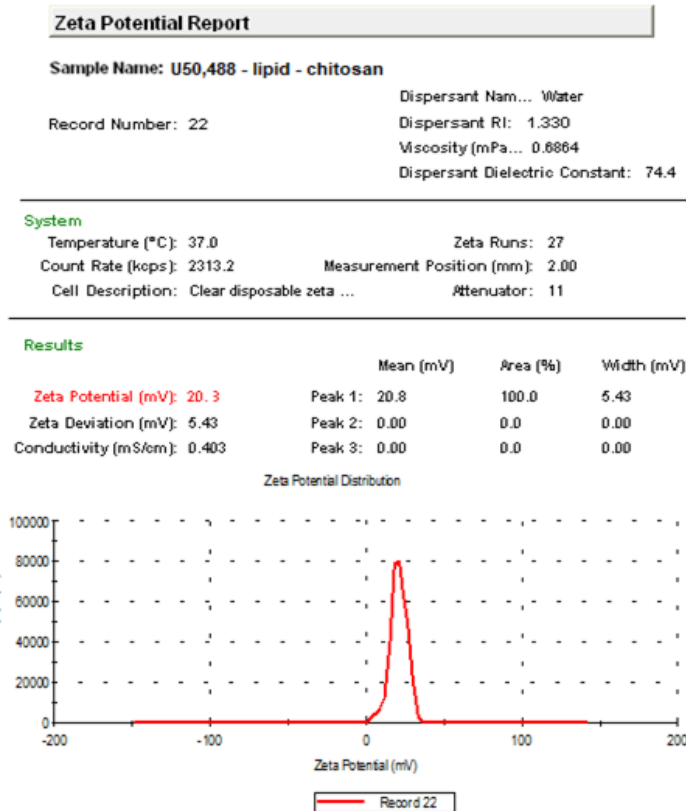 Zeta Potential Report
Sample Name: U50,488 - lipid - chitosan
Dispersant Nam... Water
Record Number: 22
Dispersant RI: 1.330
Viscosity (mPa... 0.6864
Dispersant Dielectric Constant: 74.4
System
Temperature (°C): 37.0 Zeta Runs: 27
Count Rate (kcps): 2313.2 Measurement Position (mm): 2.00
Cell Description: Clear disposable zeta ... Attenuator: 11
Results
Mean (mV) Area (%) Width (mV)
Zeta Potential (mV): 20.3 Peak 1: 20.8 100.0 5.43
Zeta Deviation (mV): 5.43 Peak 2: 0.00 0.0 0.00
Conductivity (mS/cm): 0.403 Peak 3: 0.00 0.0 0.00
Zeta Potential Distribution
100000
80000
60000
40000
20000
0
-200 -100 0 100 200
Zeta Potential (mV)
Record 22